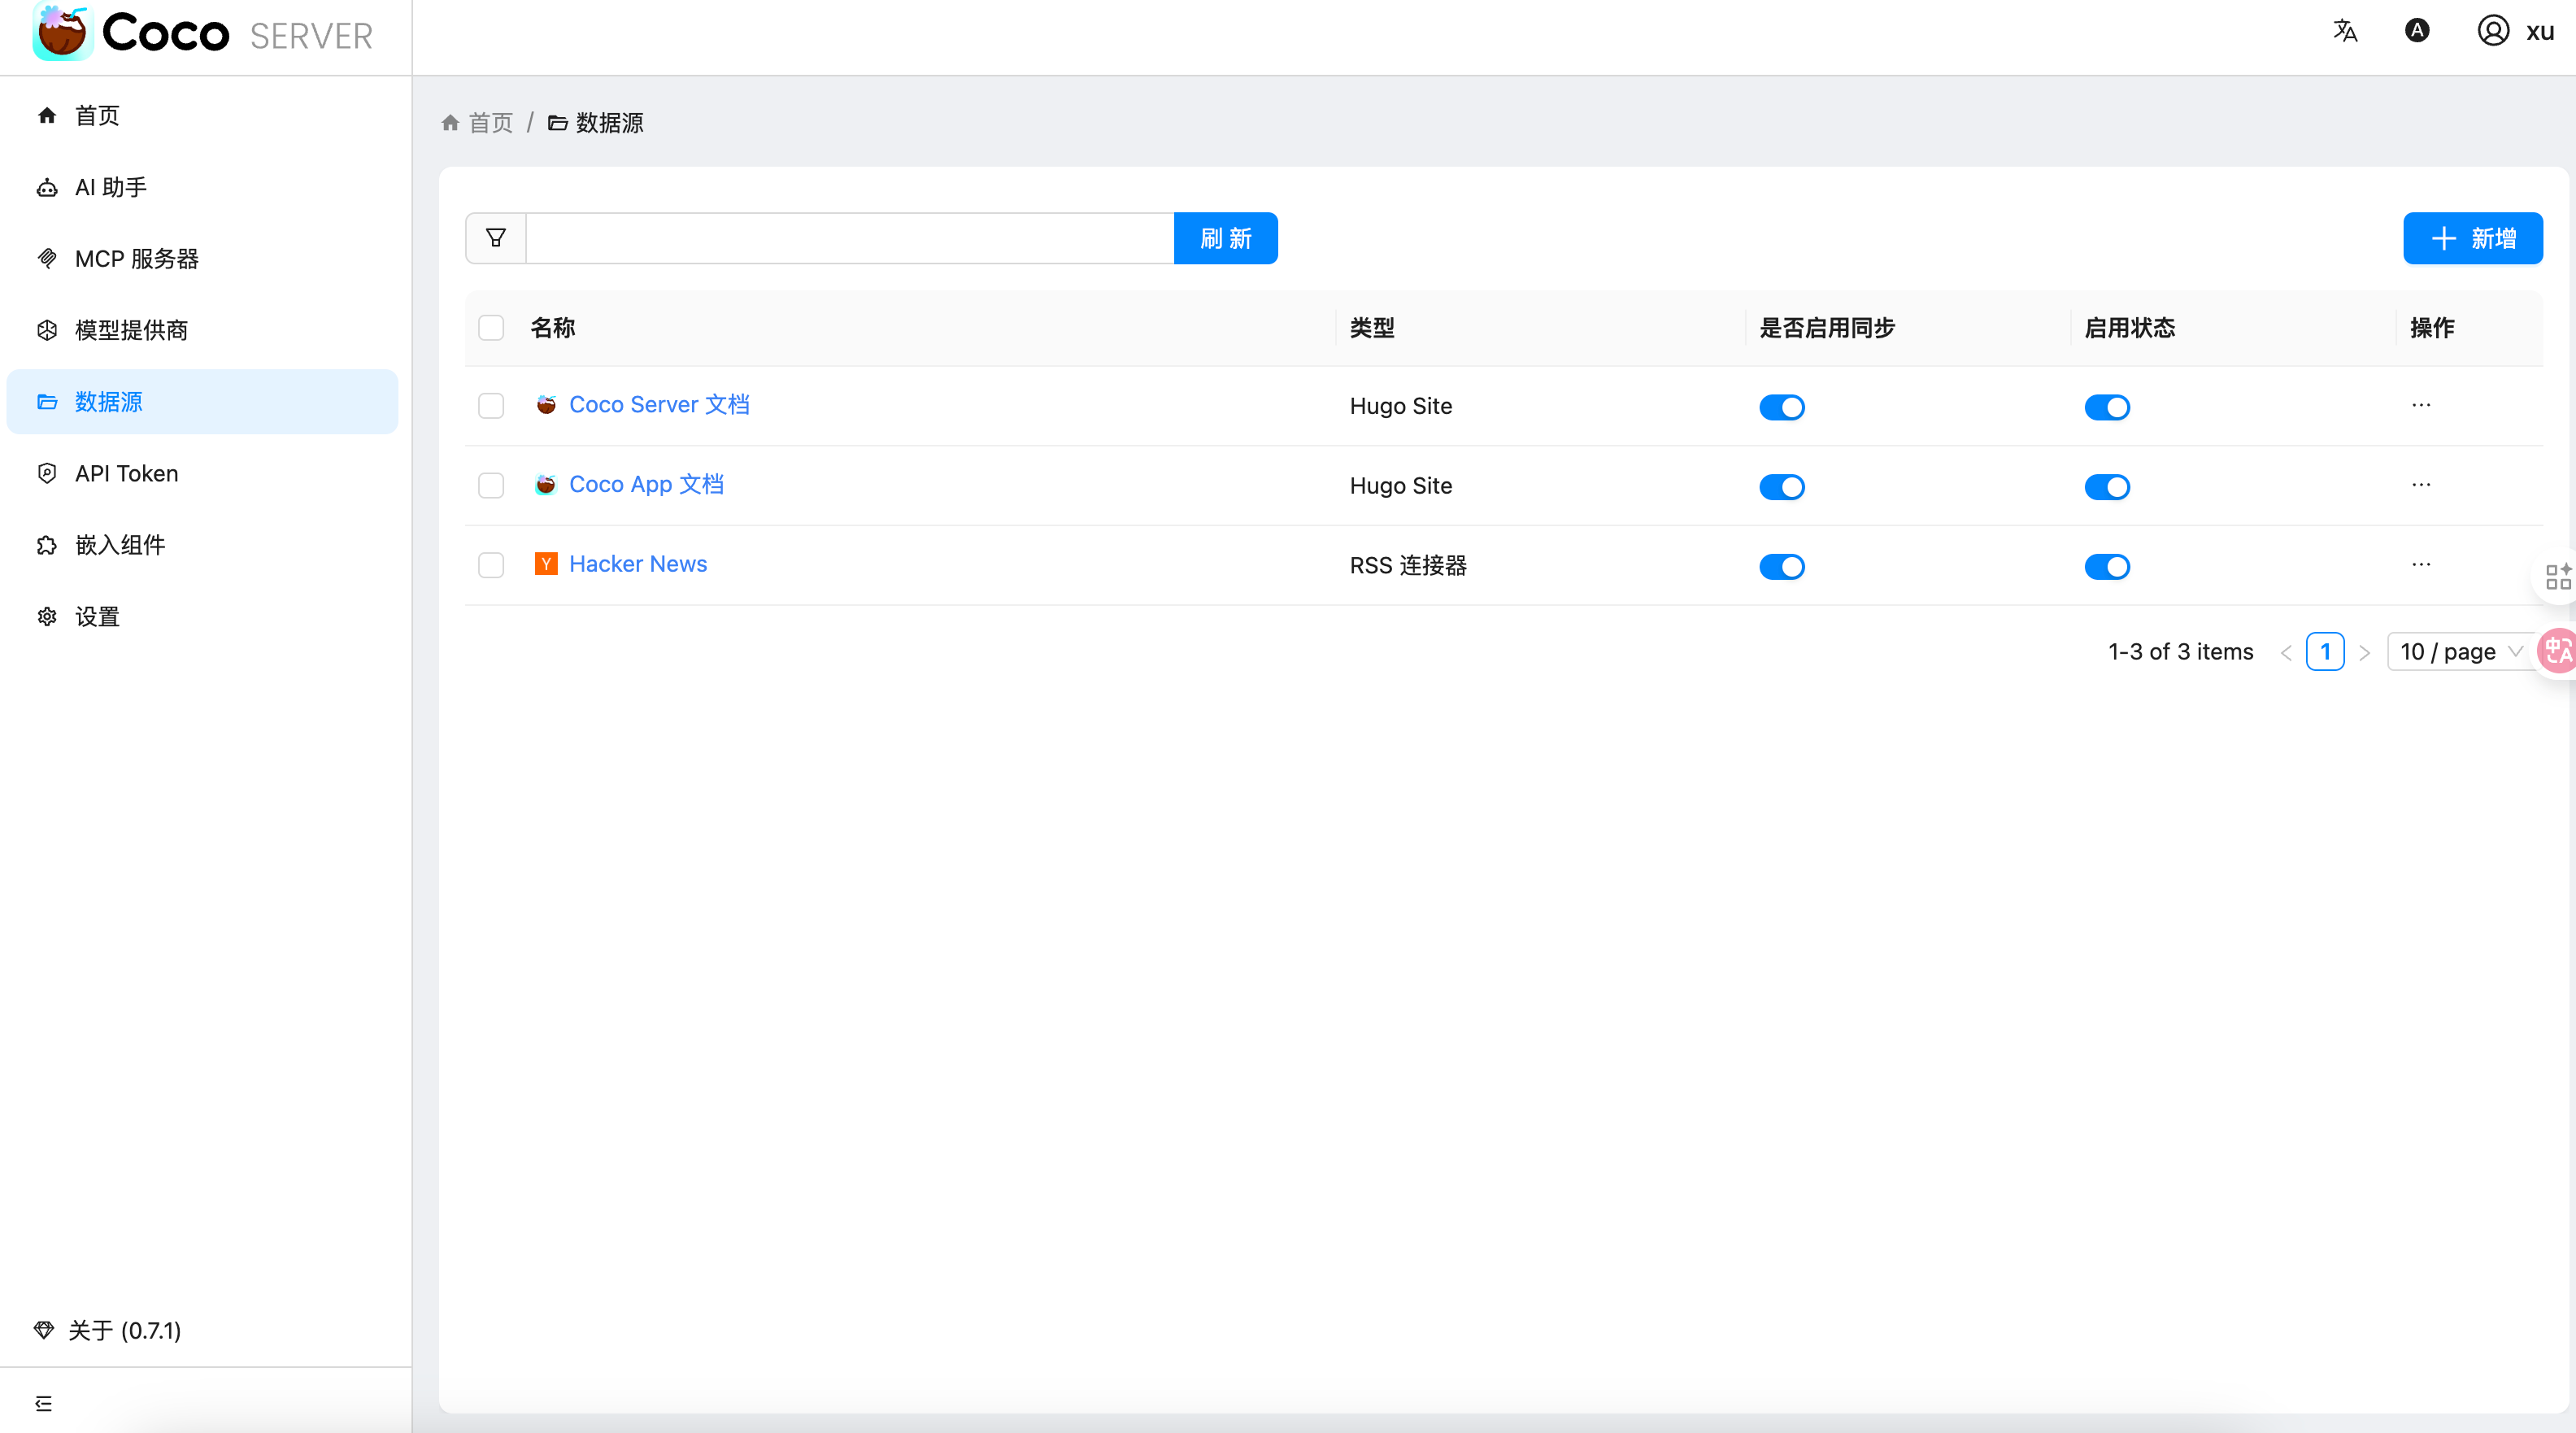 Coco SERVER
A
xu
首页
AI 助手
MCP 服务器
模型提供商
数据源
API Token
嵌入组件
设置
关于 (0.7.1)
首页 / 数据源
刷 新
新增
名称 类型 是否启用同步 启用状态 操作
Coco Server 文档 Hugo Site ···
Coco App 文档 Hugo Site ···
Y Hacker News RSS 连接器 ···
1-3 of 3 items < 1 > 10 / page